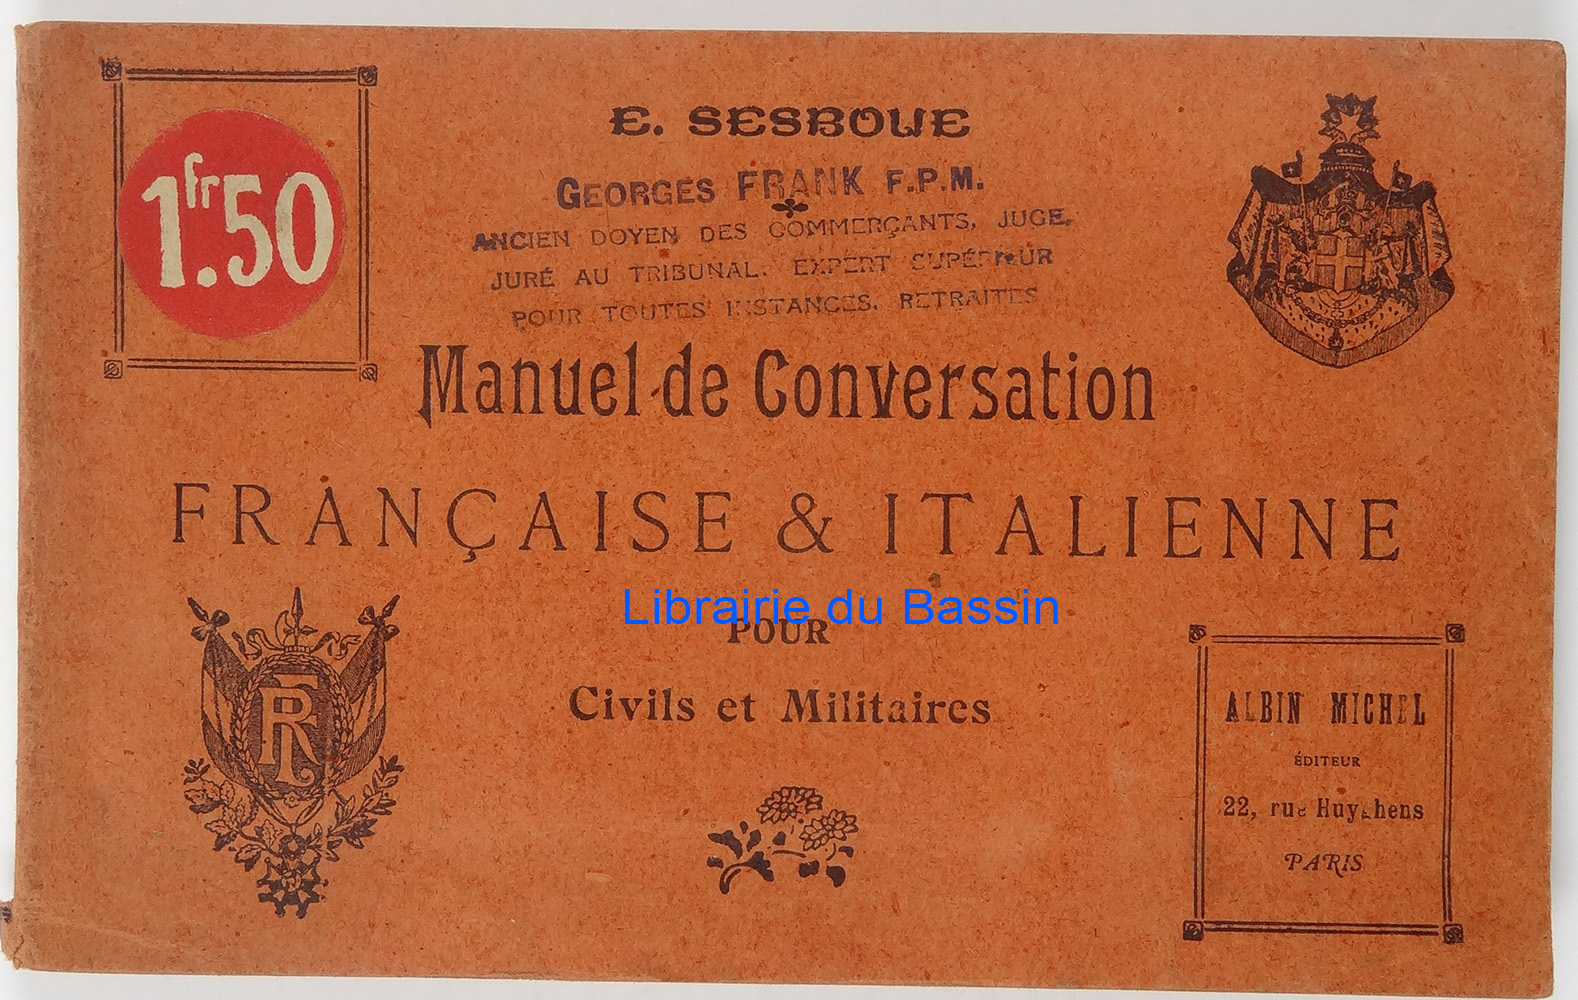 1fr.50
E. SESBOUE
GEORGES FRANK F.P.M.
ANCIEN DOYEN DES COMMERÇANTS, JUGE,
JURÉ AU TRIBUNAL. EXPERT SUPÉRIEUR
POUR TOUTES INSTANCES. RETRAITES
Manuel de Conversation
FRANÇAISE & ITALIENNE
Librairie du Bassin
POUR
Civils et Militaires
RF
ALBIN MICHEL
ÉDITEUR
22, rue Huyghens
PARIS